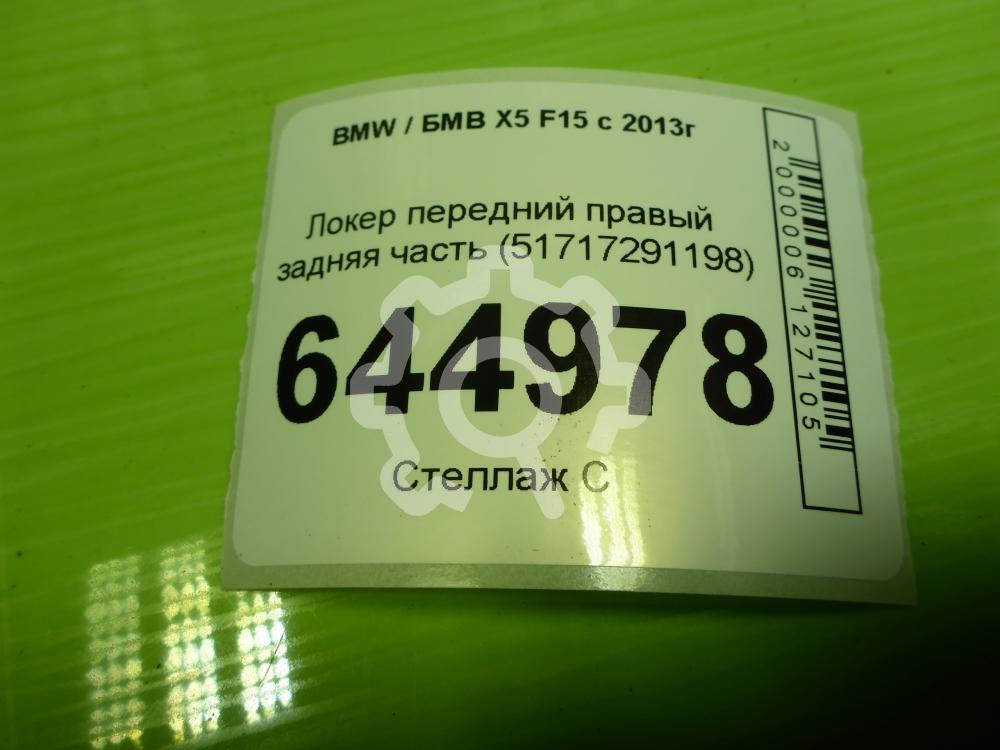 BMW / БМВ X5 F15 с 2013г
Локер передний правый
задняя часть (51717291198)
644978
Стеллаж С
2000006127105